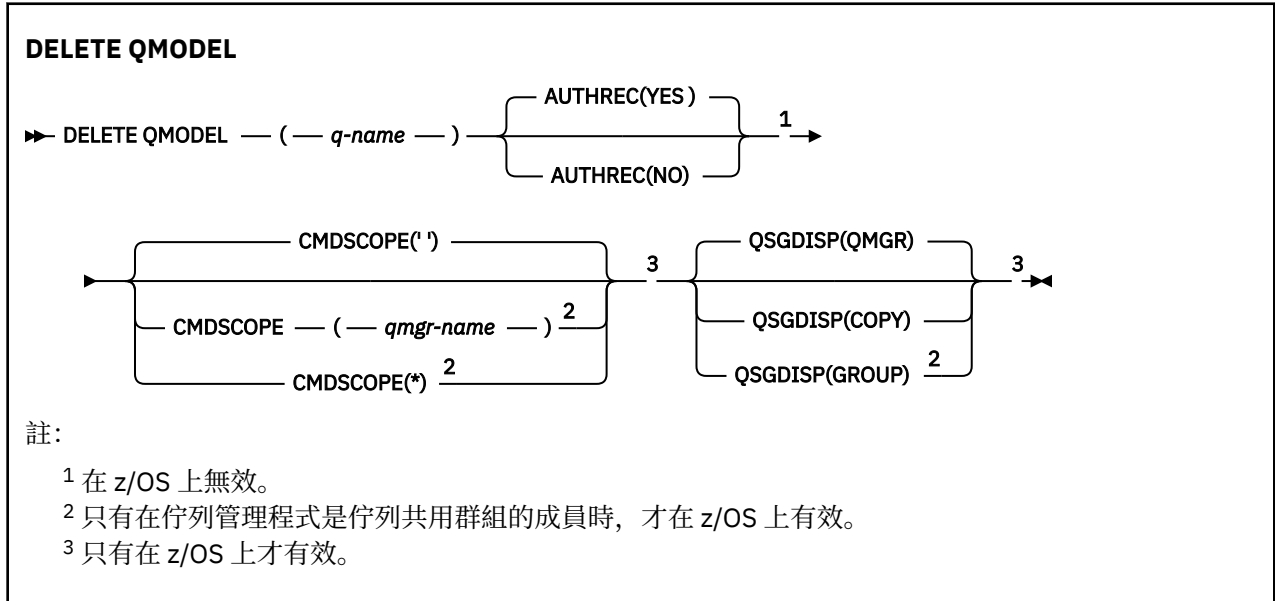 DELETE QMODEL
AUTHREC(YES )
DELETE QMODEL ( q-name ) 1
AUTHREC(NO)
CMDSCOPE(' ') QSGDISP(QMGR)
3 3
CMDSCOPE ( qmgr-name ) 2 QSGDISP(COPY)
CMDSCOPE(*) 2 QSGDISP(GROUP) 2
註：
1 在 z/OS 上無效。
2 只有在佇列管理程式是佇列共用群組的成員時，才在 z/OS 上有效。
3 只有在 z/OS 上才有效。